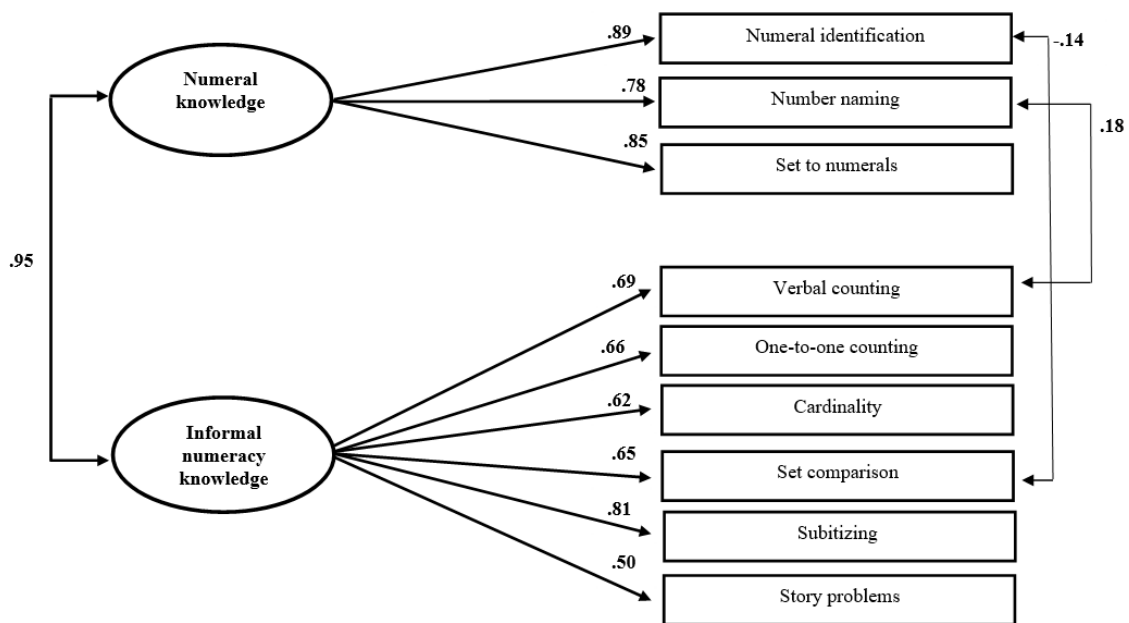 .89
Numeral identification
-.14
Numeral
knowledge
.78
Number naming
.18
.85
Set to numerals
.95
.69
Verbal counting
.66
One-to-one counting
.62
Cardinality
Informal
numeracy
knowledge
.65
Set comparison
.81
Subitizing
.50
Story problems